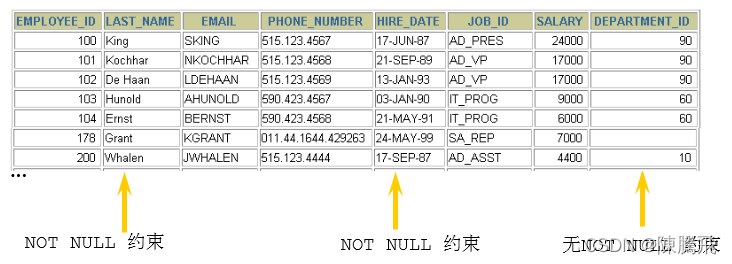 EMPLOYEE_ID LAST_NAME EMAIL PHONE_NUMBER HIRE_DATE JOB_ID SALARY DEPARTMENT_ID
100 King SKING 515.123.4567 17-JUN-87 AD_PRES 24000 90
101 Kochhar NKOCHHAR 515.123.4568 21-SEP-89 AD_VP 17000 90
102 De Haan LDEHAAN 515.123.4569 13-JAN-93 AD_VP 17000 90
103 Hunold AHUNOLD 590.423.4567 03-JAN-90 IT_PROG 9000 60
104 Ernst BERNST 590.423.4568 21-MAY-91 IT_PROG 6000 60
178 Grant KGRANT 011.44.1644.429263 24-MAY-99 SA_REP 7000
200 Whalen JWHALEN 515.123.4444 17-SEP-87 AD_ASST 4400 10
...
NOT NULL 约束 NOT NULL 约束 无NOT NULL 约束
CSDN @陳騰飛